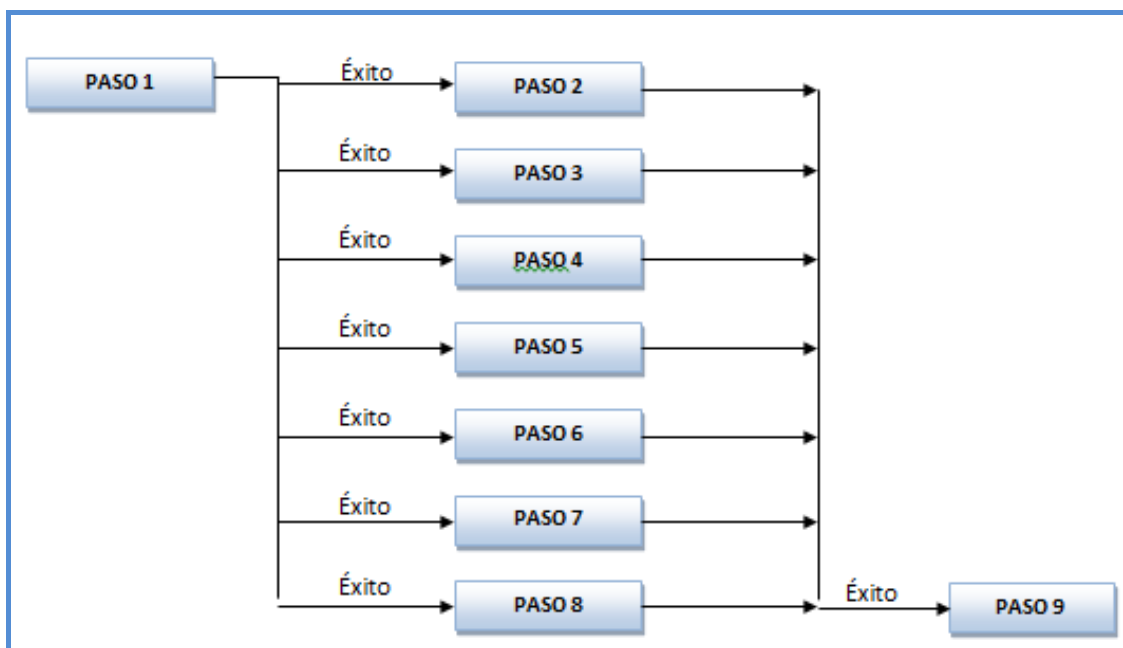 PASO 1
Éxito
PASO 2
Éxito
PASO 3
Éxito
PASO 4
Éxito
PASO 5
Éxito
PASO 6
Éxito
PASO 7
Éxito
PASO 8
Éxito
PASO 9